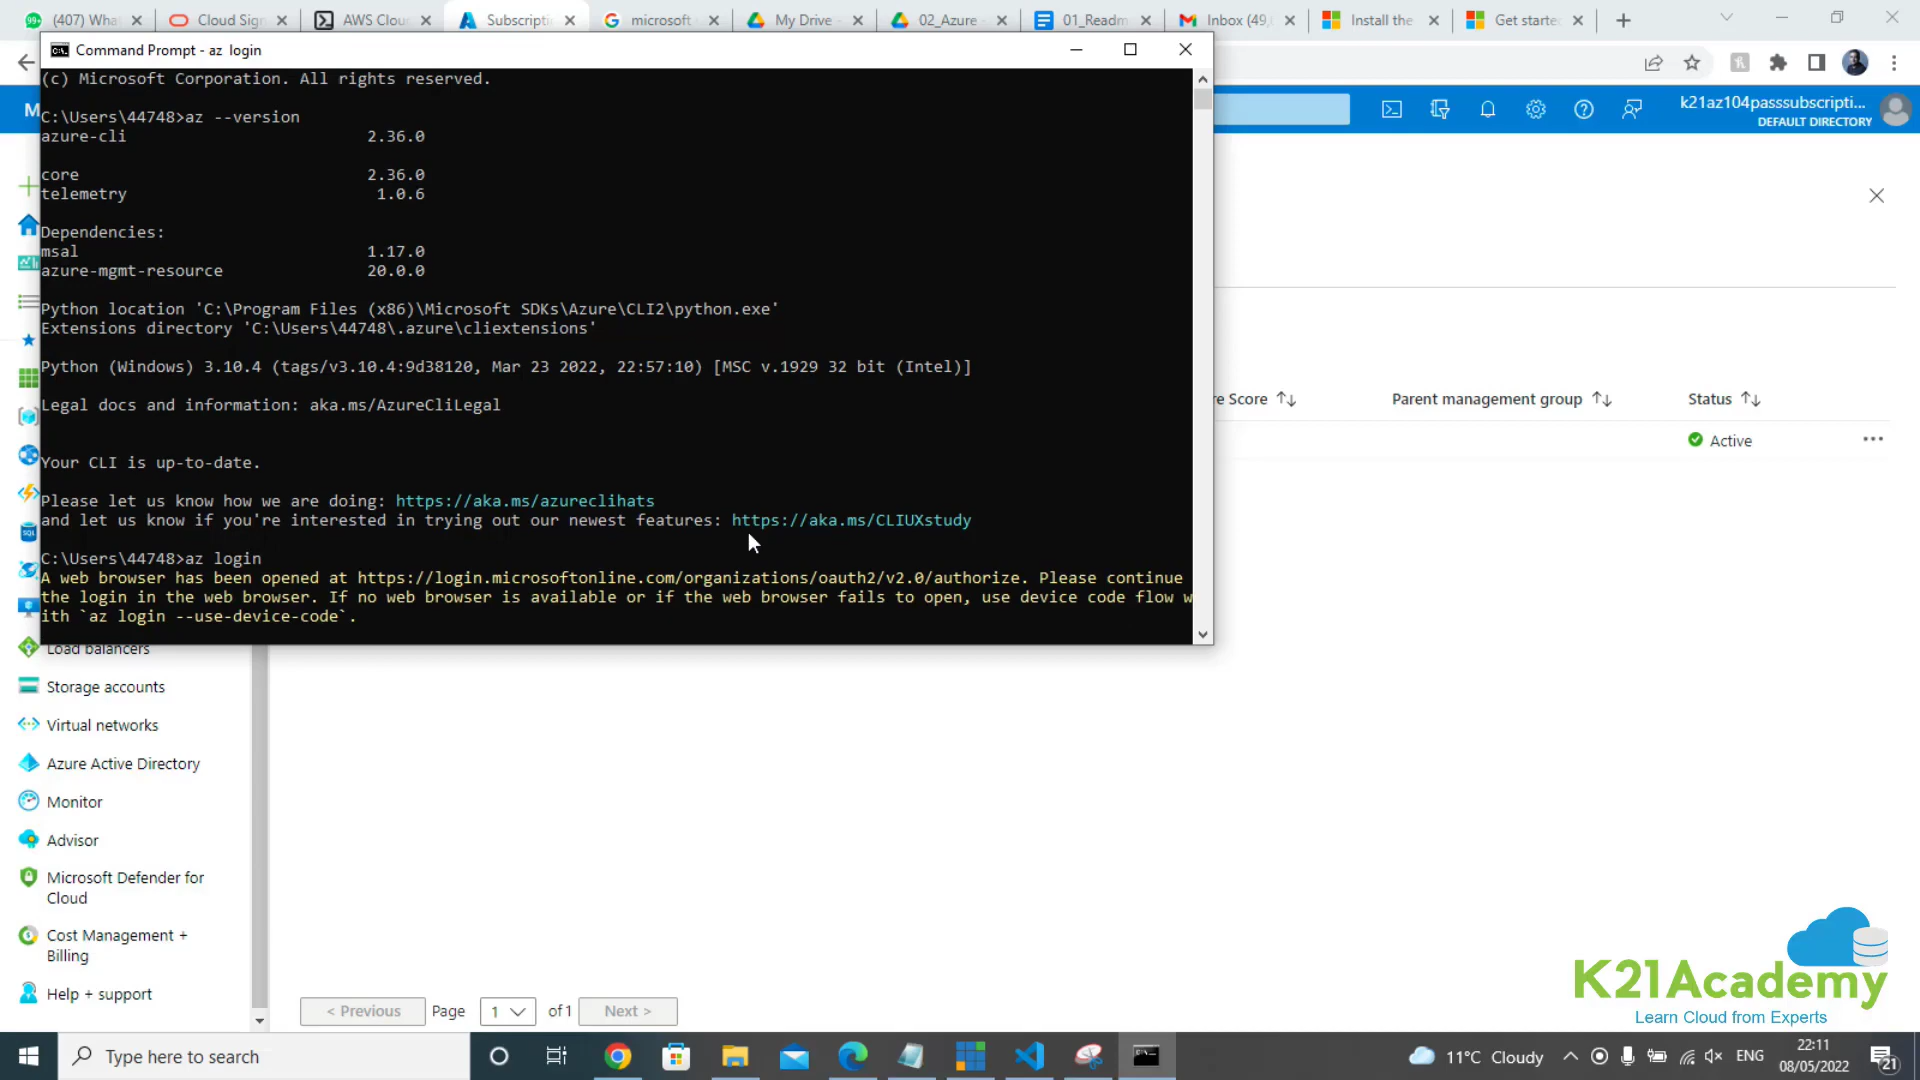 (407) Wha
Cloud Sig
AWS Clou
Subscripti
microsoft
My Drive
02_Azure
01_Readm
Inbox (49,
Install the
Get starte
Command Prompt - az login
(c) Microsoft Corporation. All rights reserved.
C:\Users\44748>az --version
azure-cli 2.36.0
core 2.36.0
telemetry 1.0.6
Dependencies:
msal 1.17.0
azure-mgmt-resource 20.0.0
Python location 'C:\Program Files (x86)\Microsoft SDKs\Azure\CLI2\python.exe'
Extensions directory 'C:\Users\44748\.azure\cliextensions'
Python (Windows) 3.10.4 (tags/v3.10.4:9d38120, Mar 23 2022, 22:57:10) [MSC v.1929 32 bit (Intel)]
Legal docs and information: aka.ms/AzureCliLegal
Your CLI is up-to-date.
Please let us know how we are doing: https://aka.ms/azureclihats
and let us know if you're interested in trying out our newest features: https://aka.ms/CLIUXstudy
C:\Users\44748>az login
A web browser has been opened at https://login.microsoftonline.com/organizations/oauth2/v2.0/authorize. Please continue
the login in the web browser. If no web browser is available or if the web browser fails to open, use device code flow w
ith `az login --use-device-code`.
M
k21az104passsubscripti...
DEFAULT DIRECTORY
re Score
Parent management group
Status
Active
SQL
Load balancers
Storage accounts
Virtual networks
Azure Active Directory
Monitor
Advisor
Microsoft Defender for
Cloud
Cost Management +
Billing
Help + support
< Previous
Page
1
of 1
Next >
K21Academy
Learn Cloud from Experts
Type here to search
11°C Cloudy
ENG
22:11
08/05/2022
21